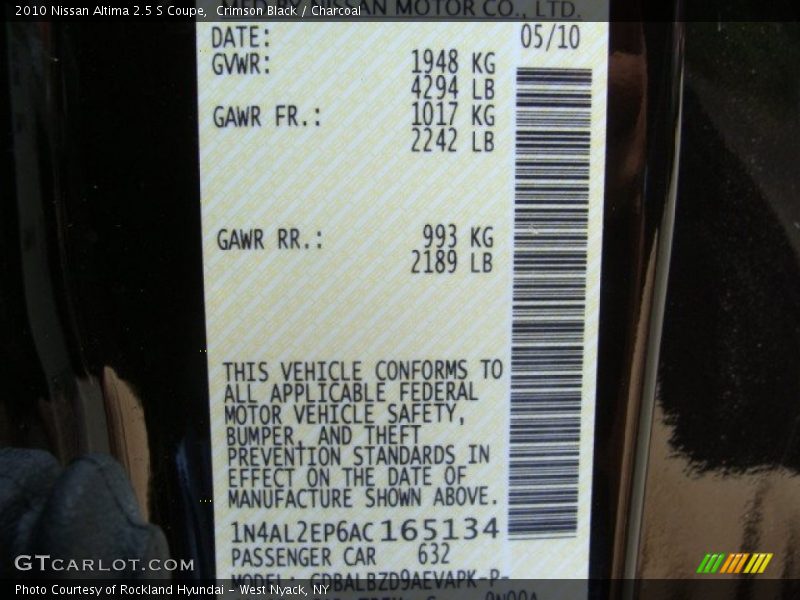 2010 Nissan Altima 2.5 S Coupe, Crimson Black / Charcoal
MOTOR CO., LTD.
DATE: 05/10
GVWR: 1948 KG
4294 LB
GAWR FR.: 1017 KG
2242 LB
GAWR RR.: 993 KG
2189 LB
THIS VEHICLE CONFORMS TO
ALL APPLICABLE FEDERAL
MOTOR VEHICLE SAFETY,
BUMPER, AND THEFT
PREVENTION STANDARDS IN
EFFECT ON THE DATE OF
MANUFACTURE SHOWN ABOVE.
1N4AL2EP6AC165134
PASSENGER CAR 632
MODEL: GDBALBZD9AEVAPK-P-
GTCARLOT.COM
Photo Courtesy of Rockland Hyundai - West Nyack, NY